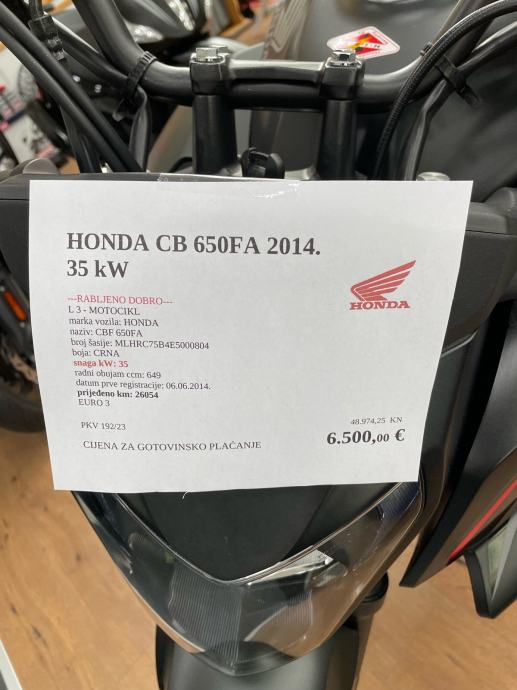 HONDA CB 650FA 2014.
35 kW
---RABLJENO DOBRO---
L 3 - MOTOCIKL
marka vozila: HONDA
naziv: CBF 650FA
broj šasije: MLHRC75B4E5000804
boja: CRNA
snaga kW: 35
radni obujam ccm: 649
datum prve registracije: 06.06.2014.
prijeđeno km: 26054
EURO 3
HONDA
PKV 192/23
48.974,25 KN
CIJENA ZA GOTOVINSKO PLAĆANJE
6.500,00 €